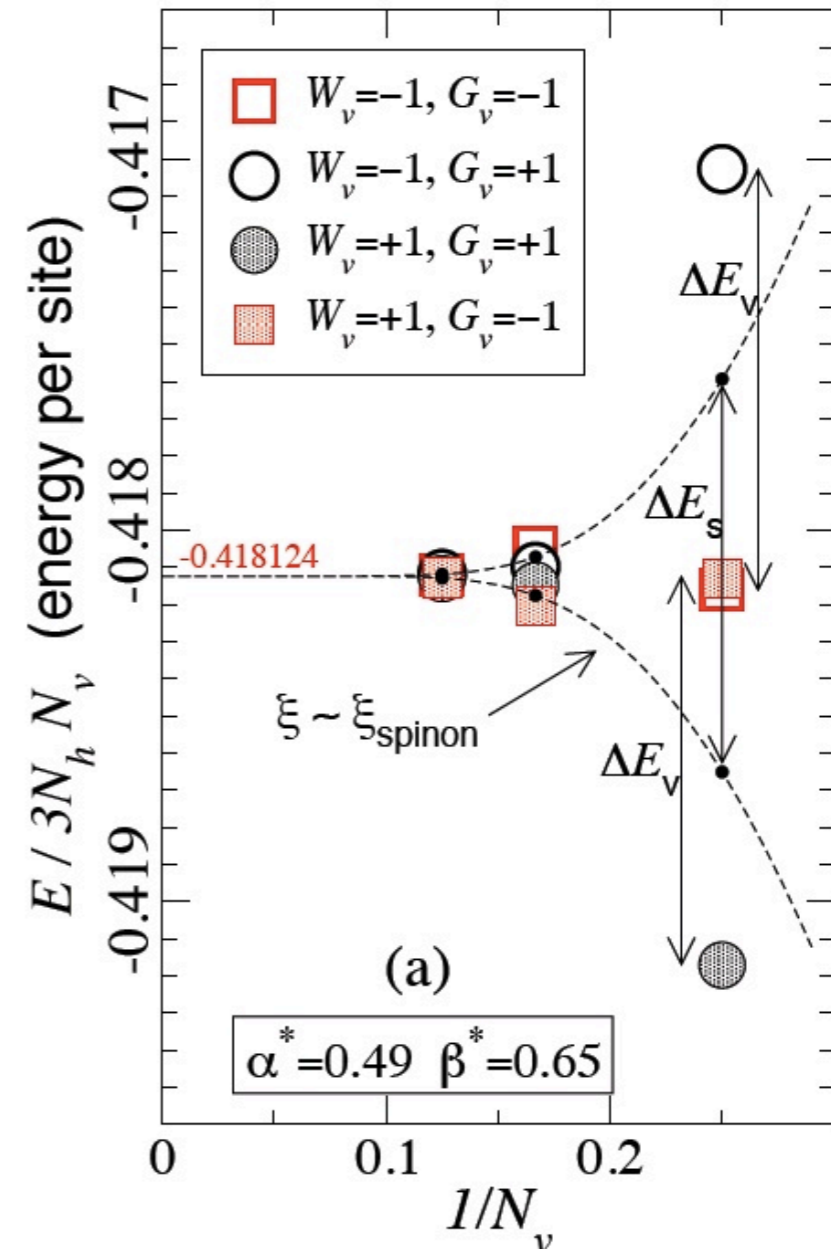 W_v=−1, G_v=−1
W_v=−1, G_v=+1
W_v=+1, G_v=+1
W_v=+1, G_v=−1
-0.417
-0.418
-0.419
E / 3N_h N_v (energy per site)
ΔE_v
ΔE_s
-0.418124
ξ ~ ξ_spinon
ΔE_v
(a)
α*=0.49 β*=0.65
0 0.1 0.2
1/N_v